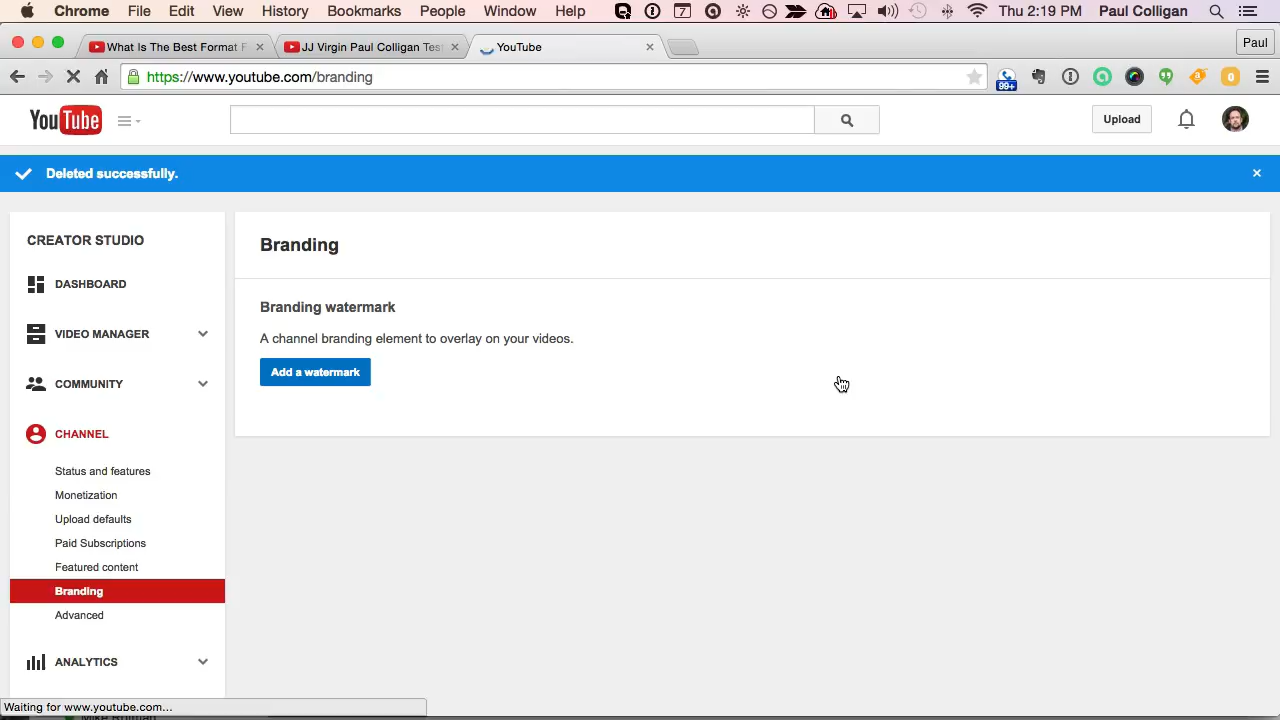 Chrome File Edit View History Bookmarks People Window Help 7 Thu 2:19 PM Paul Colligan
What Is The Best Format F × JJ Virgin Paul Colligan Tes × YouTube × Paul
https://www.youtube.com/branding 99+ 0
YouTube Upload
Deleted successfully. ×
CREATOR STUDIO
DASHBOARD
VIDEO MANAGER
COMMUNITY
CHANNEL
Status and features
Monetization
Upload defaults
Paid Subscriptions
Featured content
Branding
Advanced
ANALYTICS
Branding
Branding watermark
A channel branding element to overlay on your videos.
Add a watermark
Waiting for www.youtube.com...